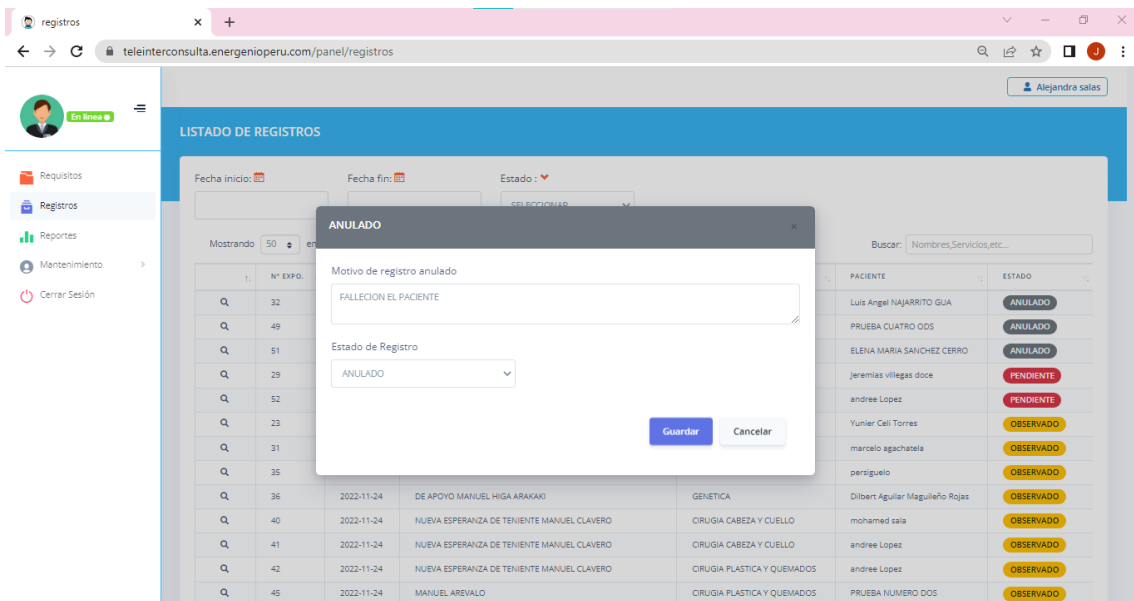 registros
teleinterconsulta.energenioperu.com/panel/registros
J
Alejandra salas
En linea
LISTADO DE REGISTROS
Requisitos
Registros
Reportes
Mantenimiento
Cerrar Sesión
Fecha inicio:
Fecha fin:
Estado :
SELECCIONAR
Mostrando 50 en
Buscar: Nombres,Servicios,etc...
ANULADO
Motivo de registro anulado
FALLECION EL PACIENTE
Estado de Registro
ANULADO
Guardar Cancelar
N° EXPO. PACIENTE ESTADO
32 Luis Angel NAJARRITO GUA ANULADO
49 PRUEBA CUATRO ODS ANULADO
51 ELENA MARIA SANCHEZ CERRO ANULADO
29 Jeremias villegas doce PENDIENTE
52 andree Lopez PENDIENTE
23 Yunier Celi Torres OBSERVADO
31 marcelo agachatela OBSERVADO
35 persiguelo OBSERVADO
36 2022-11-24 DE APOYO MANUEL HIGA ARAKAKI GENETICA Dilbert Aguilar Maguileño Rojas OBSERVADO
40 2022-11-24 NUEVA ESPERANZA DE TENIENTE MANUEL CLAVERO CIRUGIA CABEZA Y CUELLO mohamed sala OBSERVADO
41 2022-11-24 NUEVA ESPERANZA DE TENIENTE MANUEL CLAVERO CIRUGIA CABEZA Y CUELLO andree Lopez OBSERVADO
42 2022-11-24 NUEVA ESPERANZA DE TENIENTE MANUEL CLAVERO CIRUGIA PLASTICA Y QUEMADOS andree Lopez OBSERVADO
45 2022-11-24 MANUEL AREVALO CIRUGIA PLASTICA Y QUEMADOS PRUEBA NUMERO DOS OBSERVADO